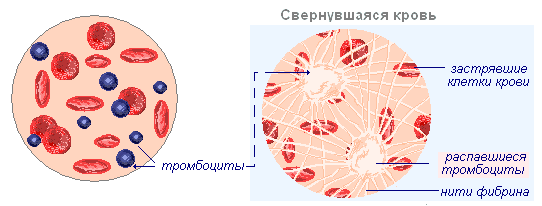 Свернувшаяся кровь
застрявшие
клетки крови
тромбоциты
распавшиеся
тромбоциты
нити фибрина